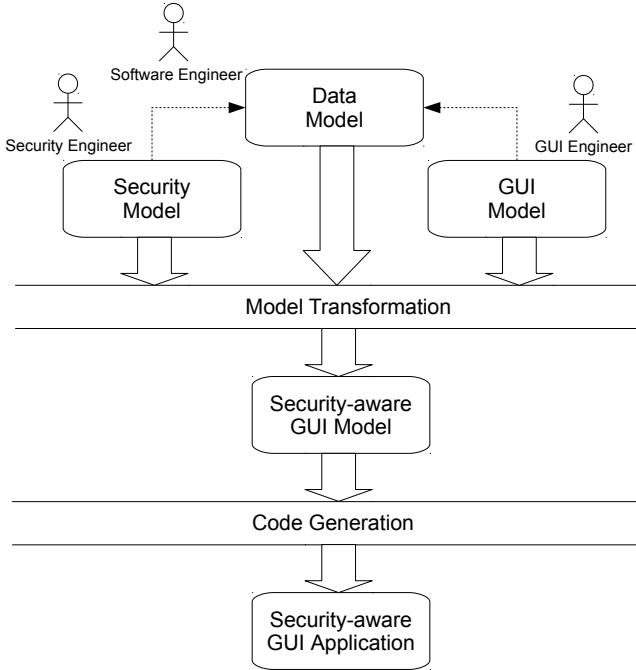 Software Engineer
Data
Model
Security Engineer
GUI Engineer
Security
Model
GUI
Model
Model Transformation
Security-aware
GUI Model
Code Generation
Security-aware
GUI Application